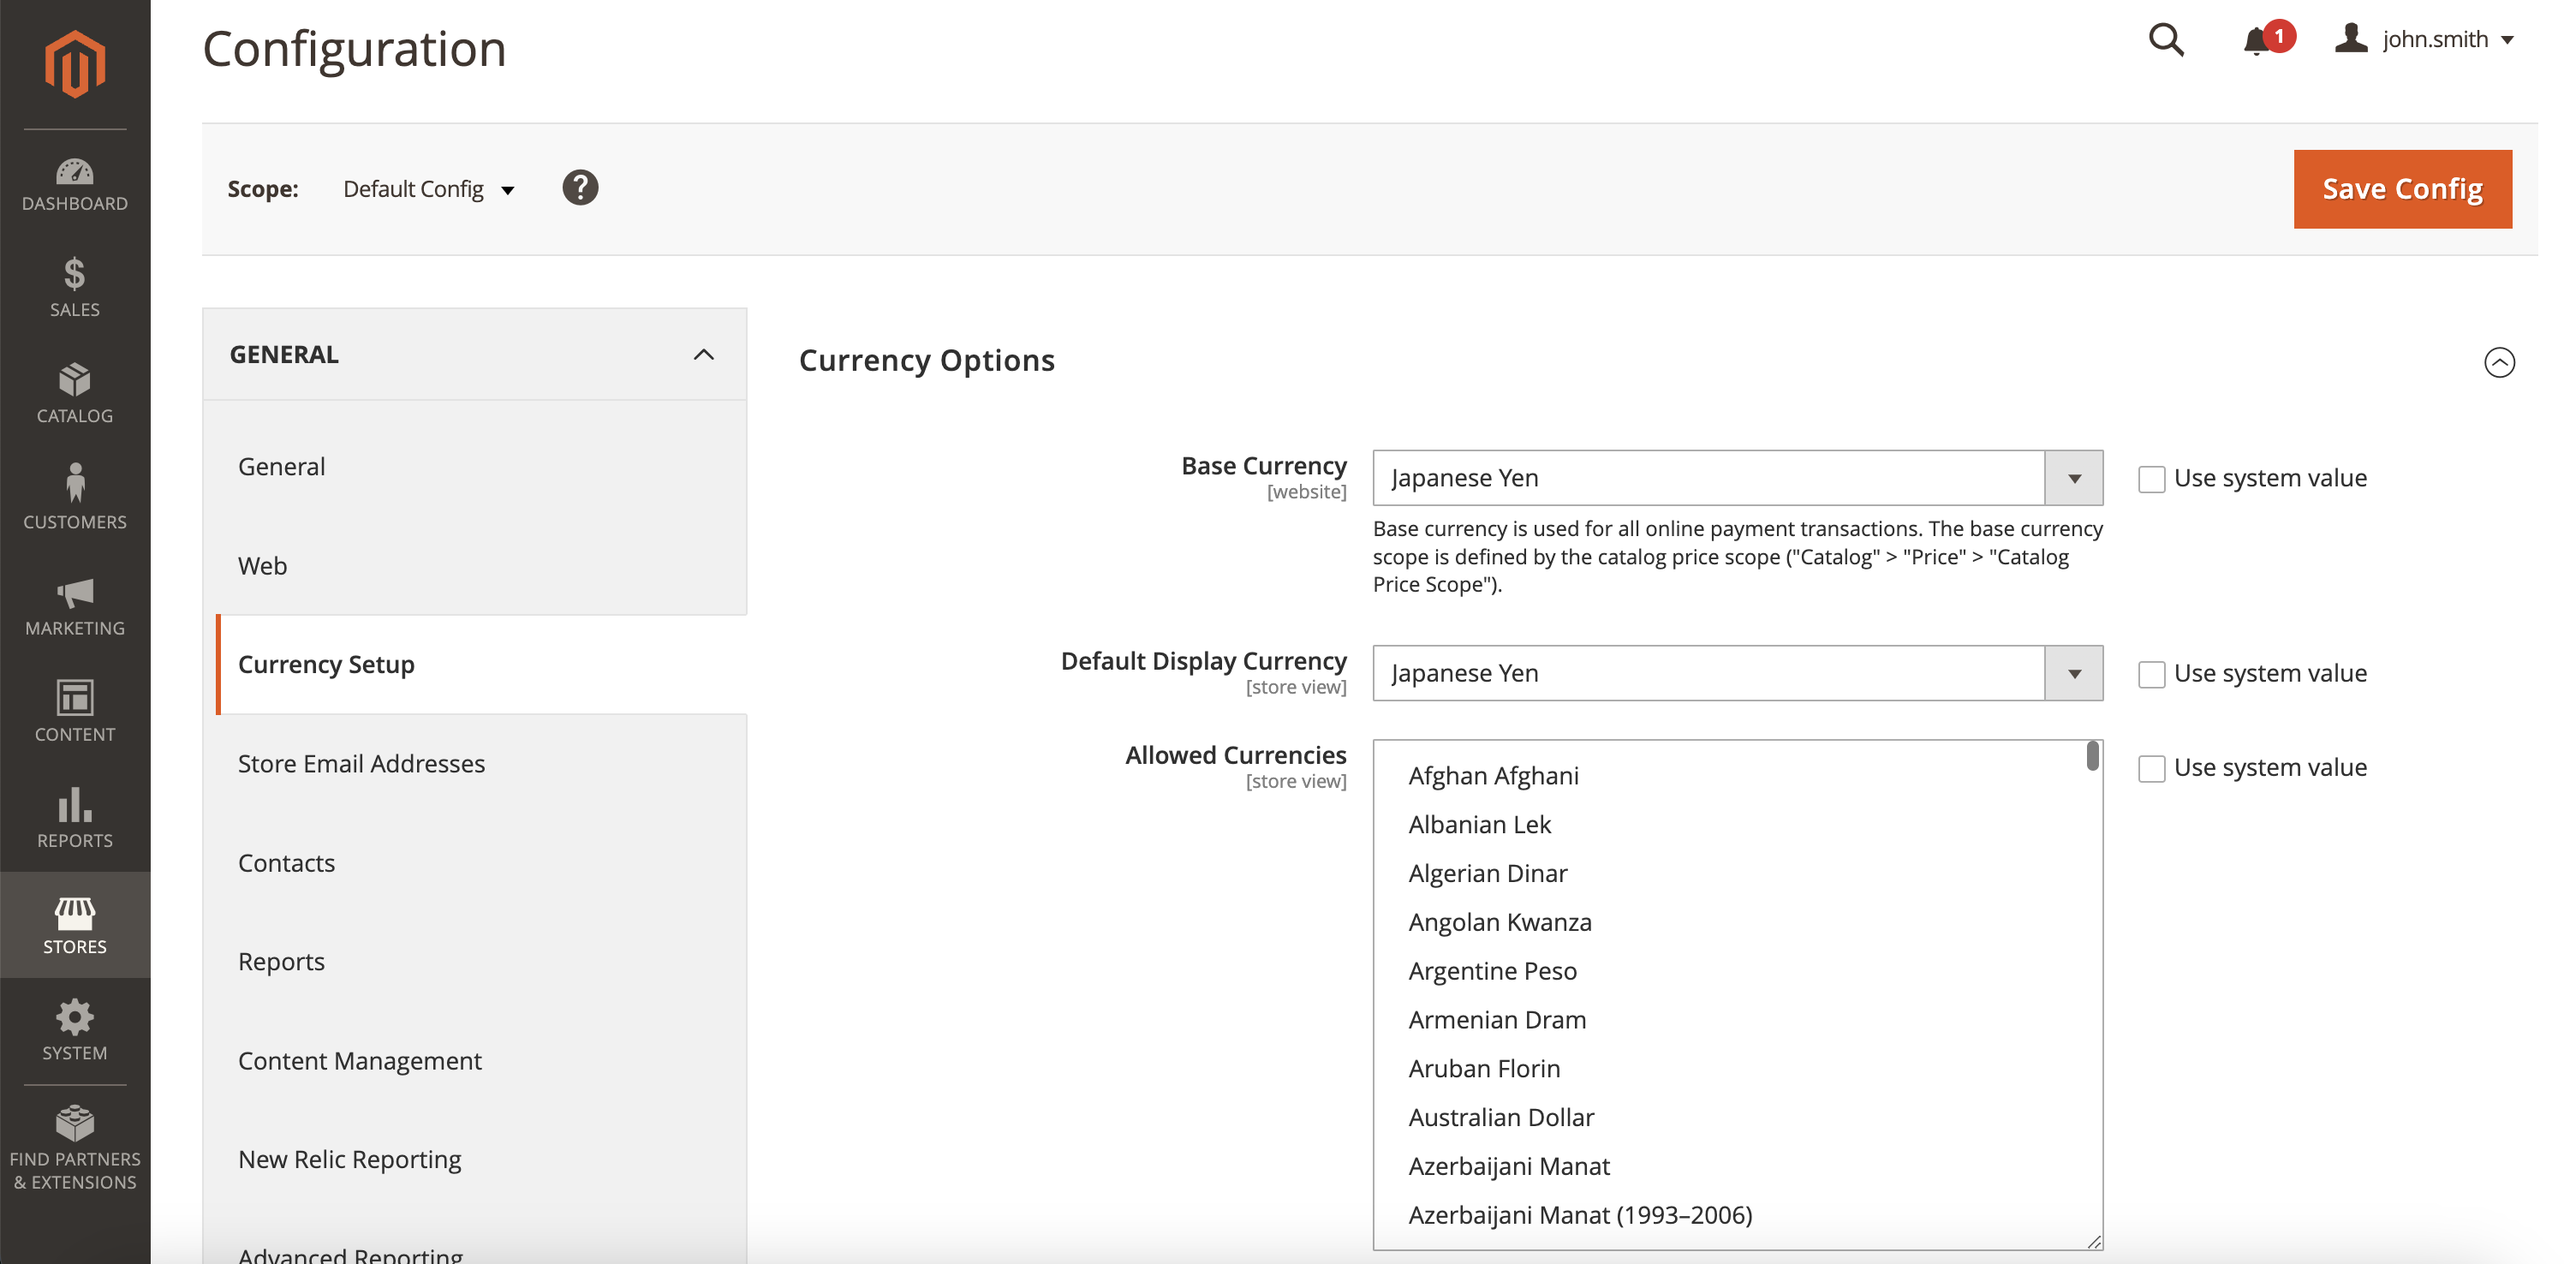 Configuration
1
john.smith
Scope:
Default Config
?
Save Config
DASHBOARD
SALES
CATALOG
CUSTOMERS
MARKETING
CONTENT
REPORTS
STORES
SYSTEM
FIND PARTNERS
& EXTENSIONS
GENERAL
General
Web
Currency Setup
Store Email Addresses
Contacts
Reports
Content Management
New Relic Reporting
Advanced Reporting
Currency Options
Base Currency
[website]
Japanese Yen
Use system value
Base currency is used for all online payment transactions. The base currency
scope is defined by the catalog price scope ("Catalog" > "Price" > "Catalog
Price Scope").
Default Display Currency
[store view]
Japanese Yen
Use system value
Allowed Currencies
[store view]
Afghan Afghani
Albanian Lek
Algerian Dinar
Angolan Kwanza
Argentine Peso
Armenian Dram
Aruban Florin
Australian Dollar
Azerbaijani Manat
Azerbaijani Manat (1993–2006)
Use system value